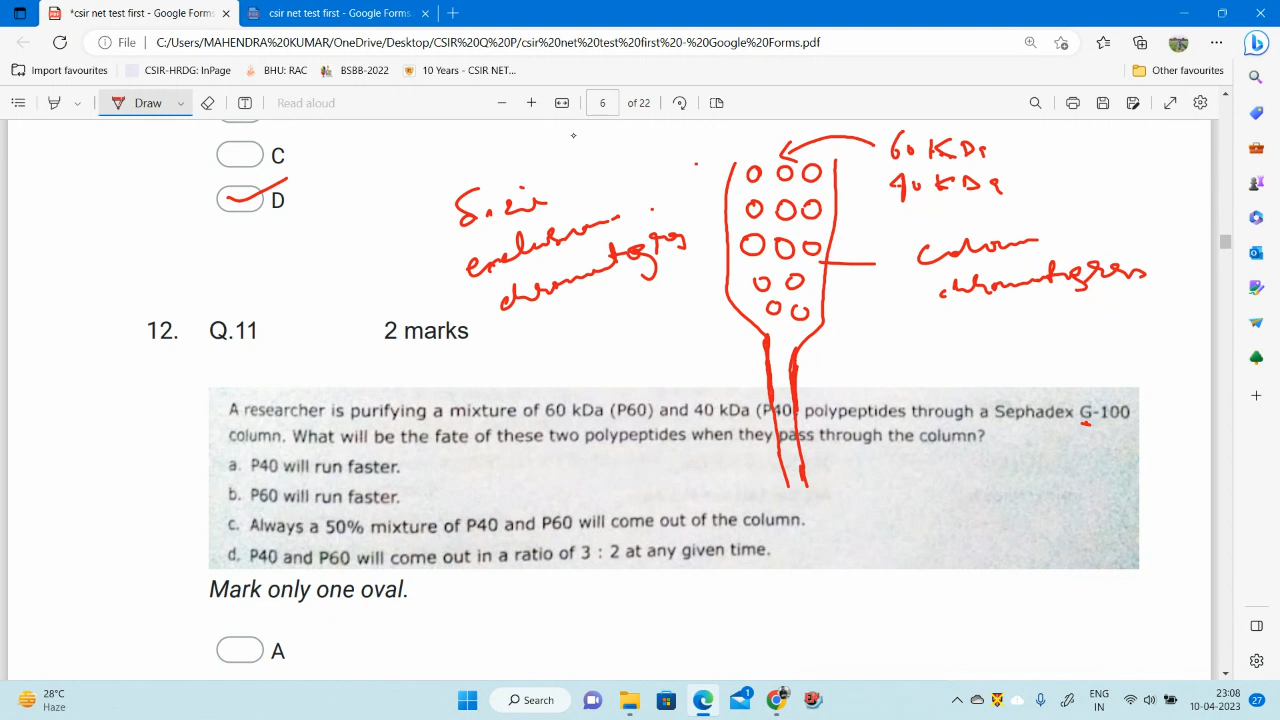 *csir net test first - Google Forms
csir net test first - Google Forms.
File
C:/Users/MAHENDRA%20KUMAR/OneDrive/Desktop/CSIR%20Q%20P/csir%20net%20test%20first%20-%20Google%20Forms.pdf
Import favourites
CSIR-HRDG: InPage
BHU: RAC
BSBB-2022
10 Years - CSIR NET...
Other favourites
Draw
Read aloud
6 of 22
C
D
60 KDa
40 KDa
12. Q.11 2 marks
A researcher is purifying a mixture of 60 kDa (P60) and 40 kDa (P40) polypeptides through a Sephadex G-100
column. What will be the fate of these two polypeptides when they pass through the column?
a. P40 will run faster.
b. P60 will run faster.
c. Always a 50% mixture of P40 and P60 will come out of the column.
d. P40 and P60 will come out in a ratio of 3 : 2 at any given time.
Mark only one oval.
A
28°C
Haze
Search
1
ENG
IN
23:08
10-04-2023
27